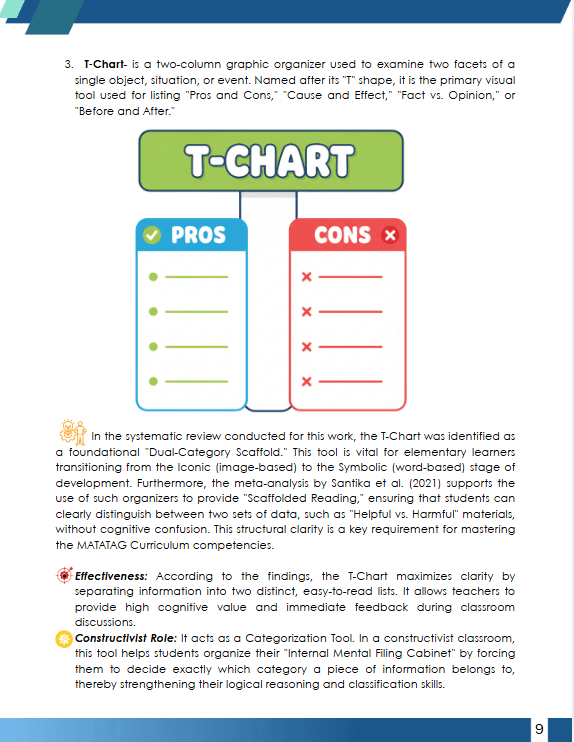 3. T-Chart- is a two-column graphic organizer used to examine two facets of a
single object, situation, or event. Named after its "T" shape, it is the primary visual
tool used for listing "Pros and Cons," "Cause and Effect," "Fact vs. Opinion," or
"Before and After."
T-CHART
PROS
CONS
In the systematic review conducted for this work, the T-Chart was identified as
a foundational "Dual-Category Scaffold." This tool is vital for elementary learners
transitioning from the Iconic (image-based) to the Symbolic (word-based) stage of
development. Furthermore, the meta-analysis by Santika et al. (2021) supports the
use of such organizers to provide "Scaffolded Reading," ensuring that students can
clearly distinguish between two sets of data, such as "Helpful vs. Harmful" materials,
without cognitive confusion. This structural clarity is a key requirement for mastering
the MATATAG Curriculum competencies.
Effectiveness: According to the findings, the T-Chart maximizes clarity by
separating information into two distinct, easy-to-read lists. It allows teachers to
provide high cognitive value and immediate feedback during classroom
discussions.
Constructivist Role: It acts as a Categorization Tool. In a constructivist classroom,
this tool helps students organize their "Internal Mental Filing Cabinet" by forcing
them to decide exactly which category a piece of information belongs to,
thereby strengthening their logical reasoning and classification skills.
9